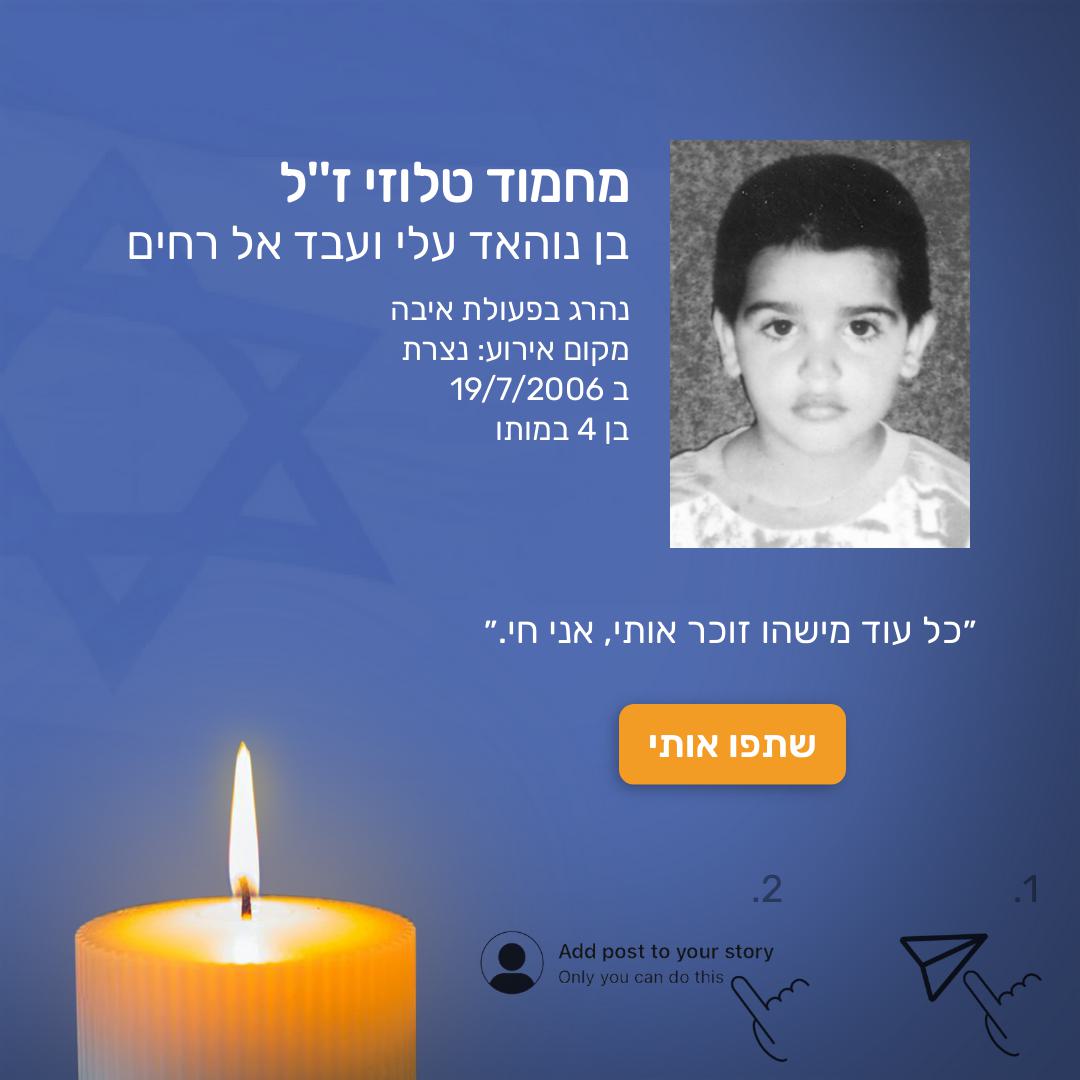 מחמוד טלוזי ז"ל
בן נוהאד עלי ועבד אל רחים
נהרג בפעולת איבה
מקום אירוע: נצרת
ב 19/7/2006
בן 4 במותו
״כל עוד מישהו זוכר אותי, אני חי.״
שתפו אותי
.1
.2
Add post to your story
Only you can do this